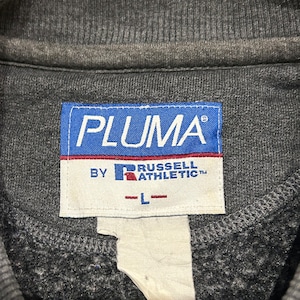 PLUMA®
BY RUSSELL
ATHLETIC™
- L -